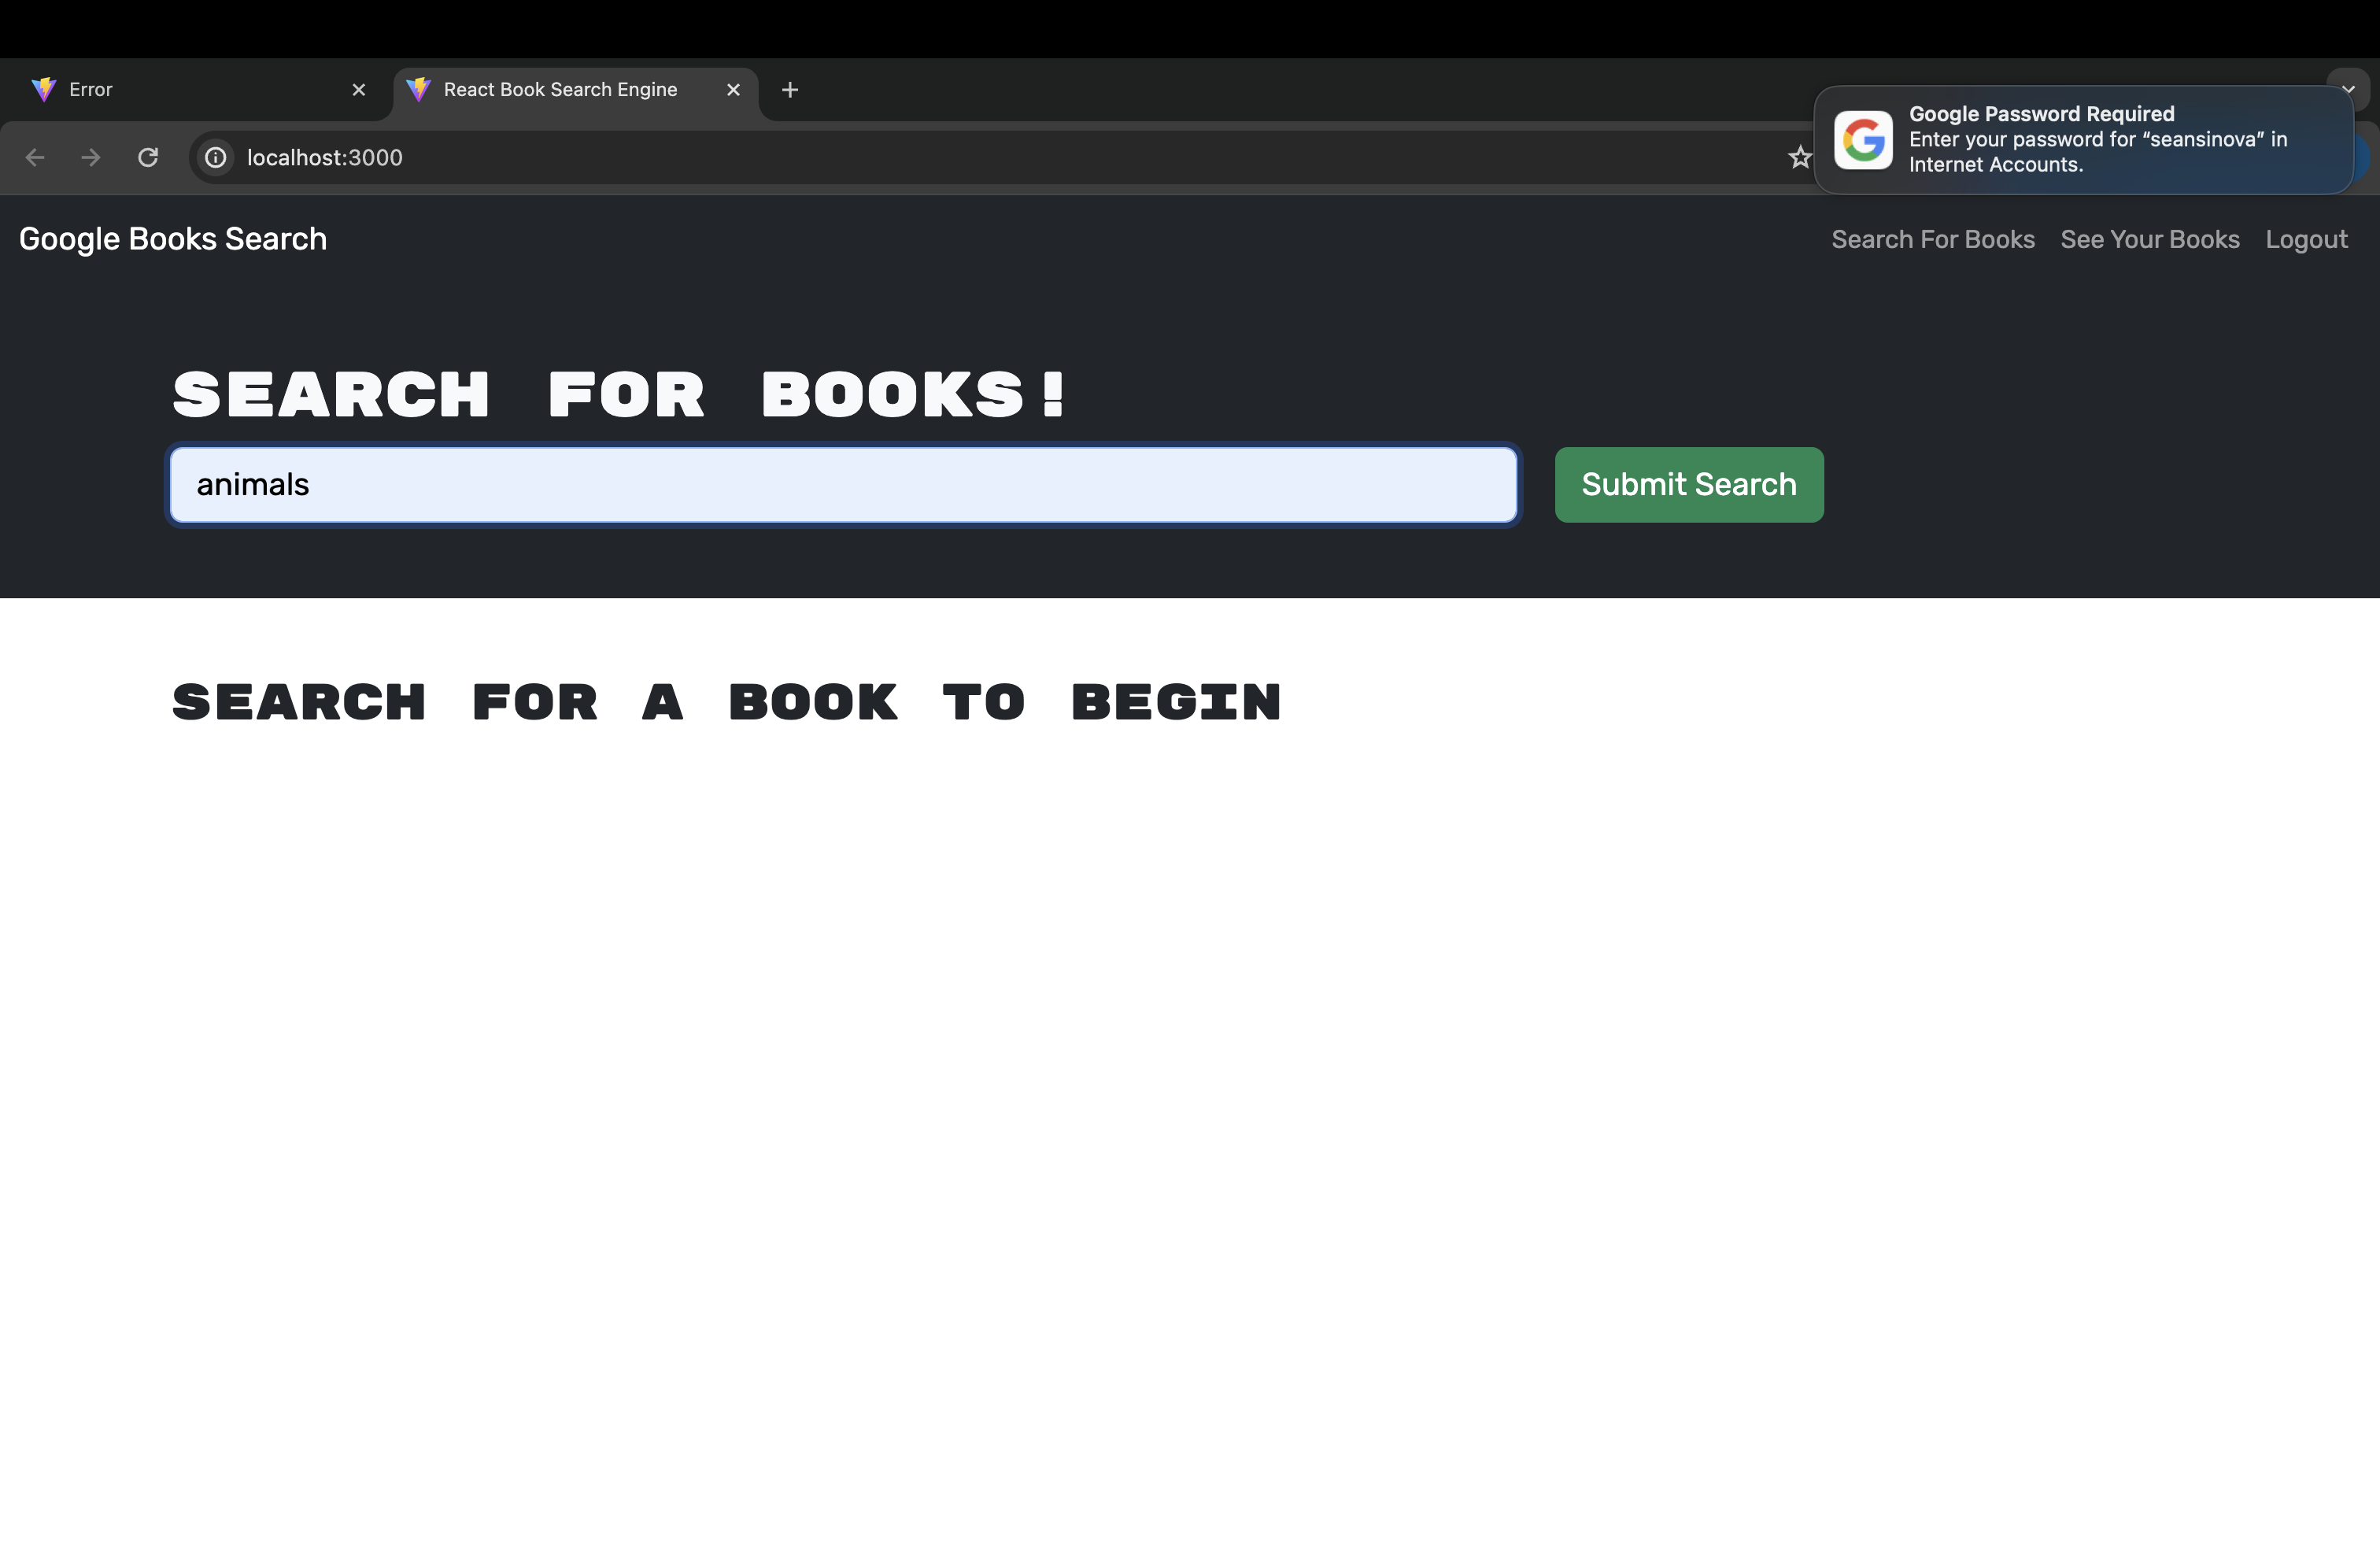 Error
React Book Search Engine
localhost:3000
Google Password Required
Enter your password for “seansinova” in
Internet Accounts.
Google Books Search
Search For Books
See Your Books
Logout
SEARCH FOR BOOKS!
animals
Submit Search
SEARCH FOR A BOOK TO BEGIN